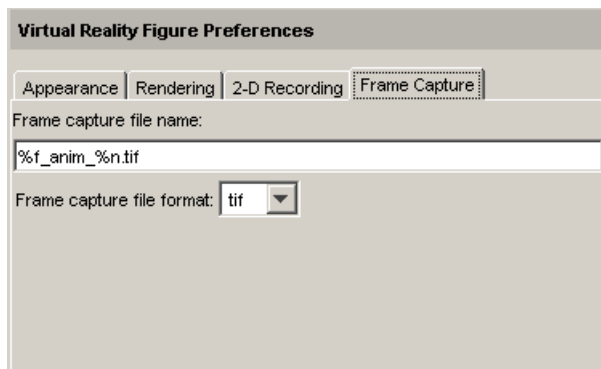 Virtual Reality Figure Preferences
Appearance Rendering 2-D Recording Frame Capture
Frame capture file name:
%f_anim_%n.tif
Frame capture file format: tif